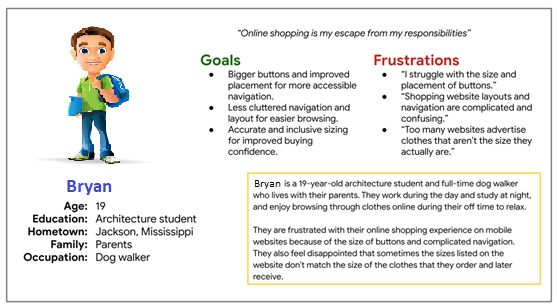 "Online shopping is my escape from my responsibilities"
Goals
● Bigger buttons and improved
placement for more accessible
navigation.
● Less cluttered navigation and
layout for easier browsing.
● Accurate and inclusive sizing
for improved buying
confidence.
Frustrations
● "I struggle with the size and
placement of buttons."
● "Shopping website layouts and
navigation are complicated and
confusing."
● "Too many websites advertise
clothes that aren't the size they
actually are."
Bryan
Age: 19
Education: Architecture student
Hometown: Jackson, Mississippi
Family: Parents
Occupation: Dog walker
Bryan is a 19-year-old architecture student and full-time dog walker
who lives with their parents. They work during the day and study at night,
and enjoy browsing through clothes online during their off time to relax.
They are frustrated with their online shopping experience on mobile
websites because of the size of buttons and complicated navigation.
They also feel disappointed that sometimes the sizes listed on the
website don't match the size of the clothes that they order and later
receive.